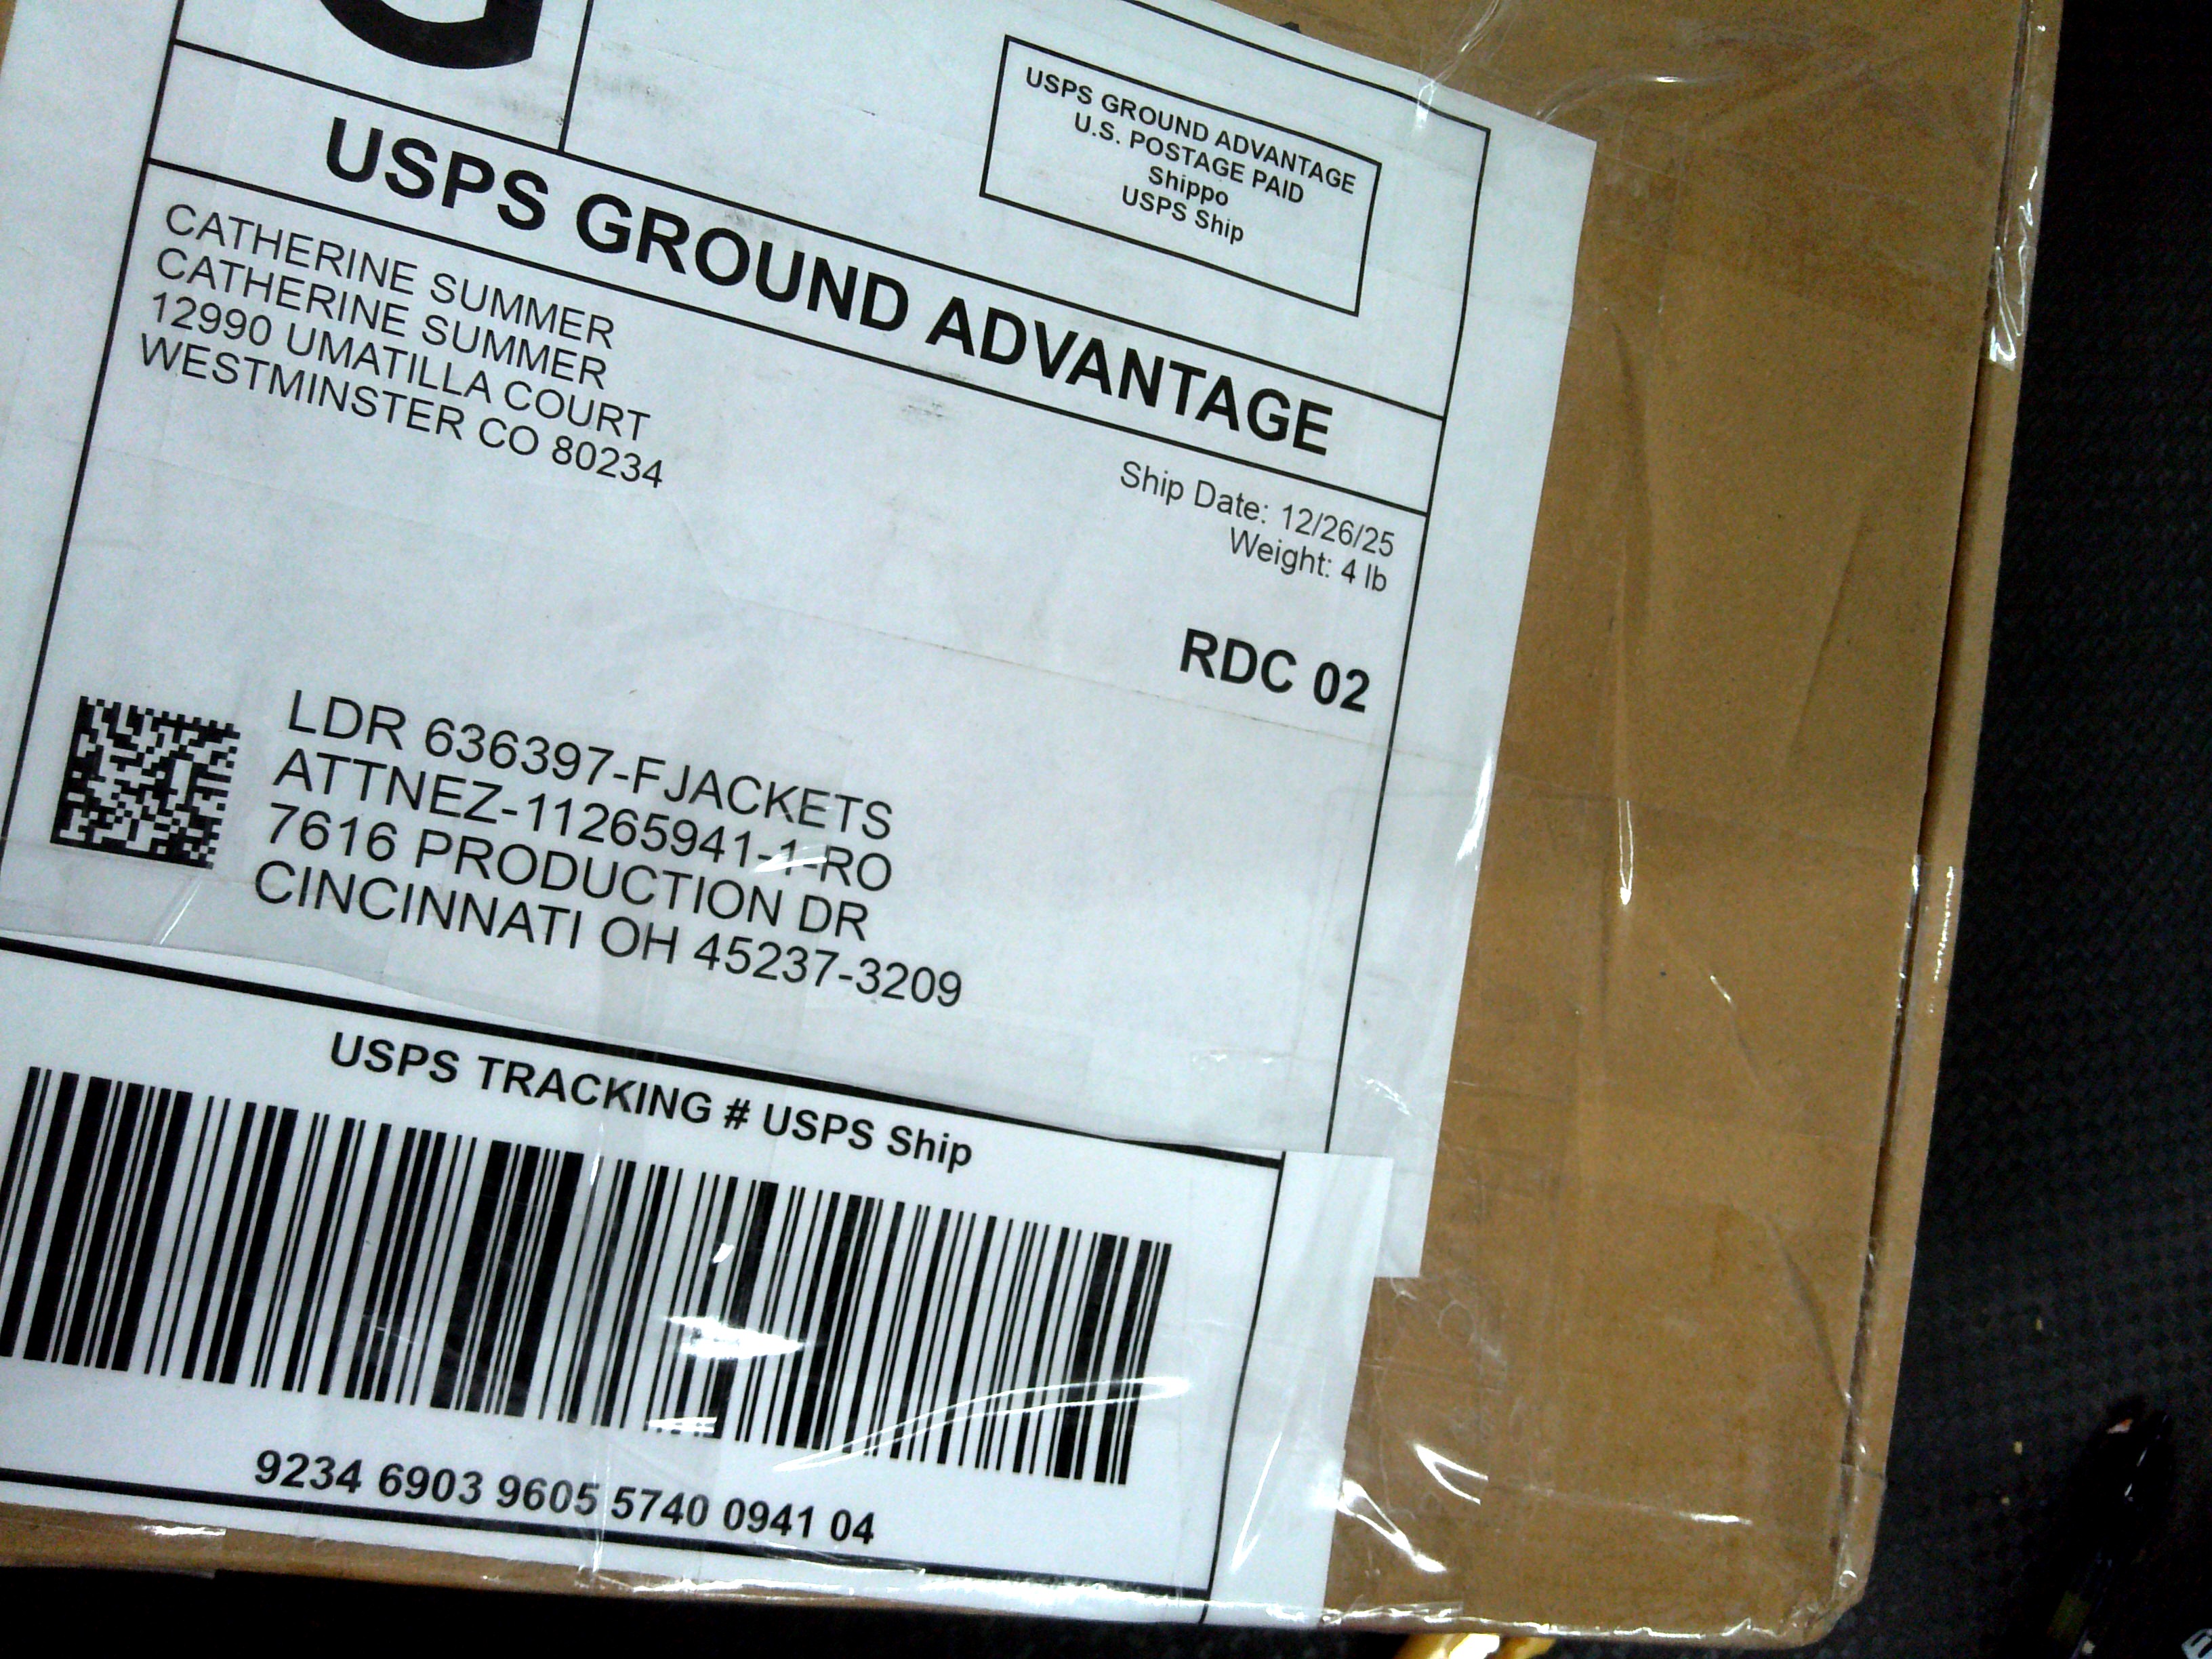 USPS GROUND ADVANTAGE
U.S. POSTAGE PAID
Shippo
USPS Ship
USPS GROUND ADVANTAGE
CATHERINE SUMMER
CATHERINE SUMMER
12990 UMATILLA COURT
WESTMINSTER CO 80234
Ship Date: 12/26/25
Weight: 4 lb
RDC 02
LDR 636397-FJACKETS
ATTNEZ-11265941-1-RO
7616 PRODUCTION DR
CINCINNATI OH 45237-3209
USPS TRACKING # USPS Ship
9234 6903 9605 5740 0941 04